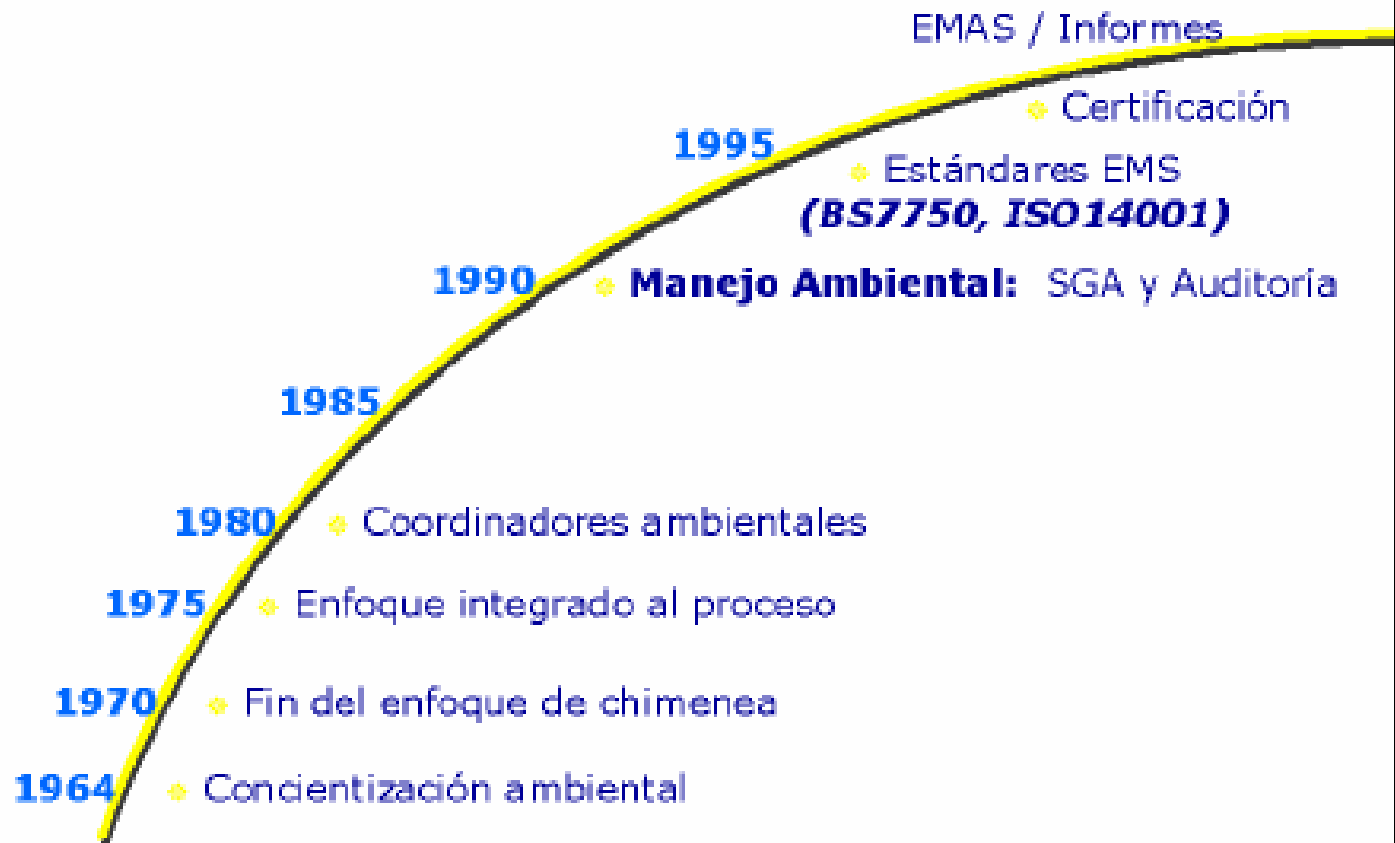 EMAS / Informes
Certificación
1995
Estándares EMS
(BS7750, ISO14001)
1990 Manejo Ambiental: SGA y Auditoría
1985
1980 Coordinadores ambientales
1975 Enfoque integrado al proceso
1970 Fin del enfoque de chimenea
1964 Concientización ambiental